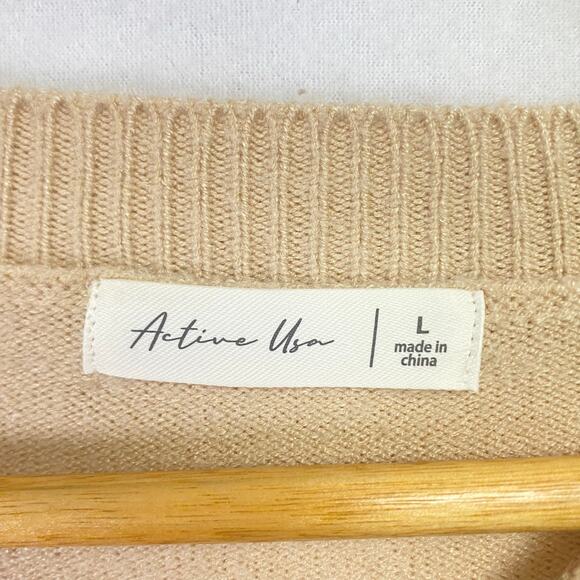 Active Usa
L
made in
china